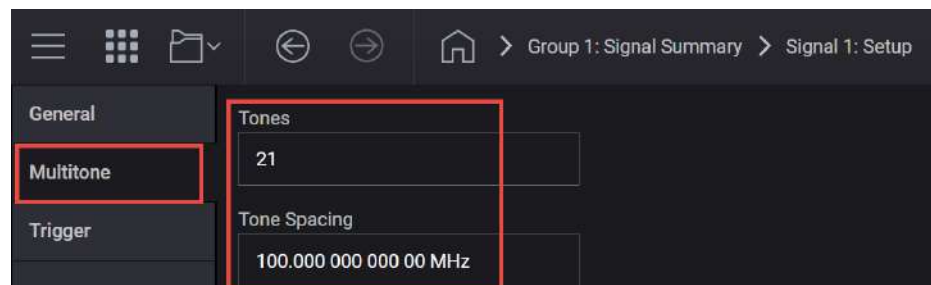 Group 1: Signal Summary > Signal 1: Setup
General
Multitone
Trigger
Tones
21
Tone Spacing
100.000 000 000 00 MHz